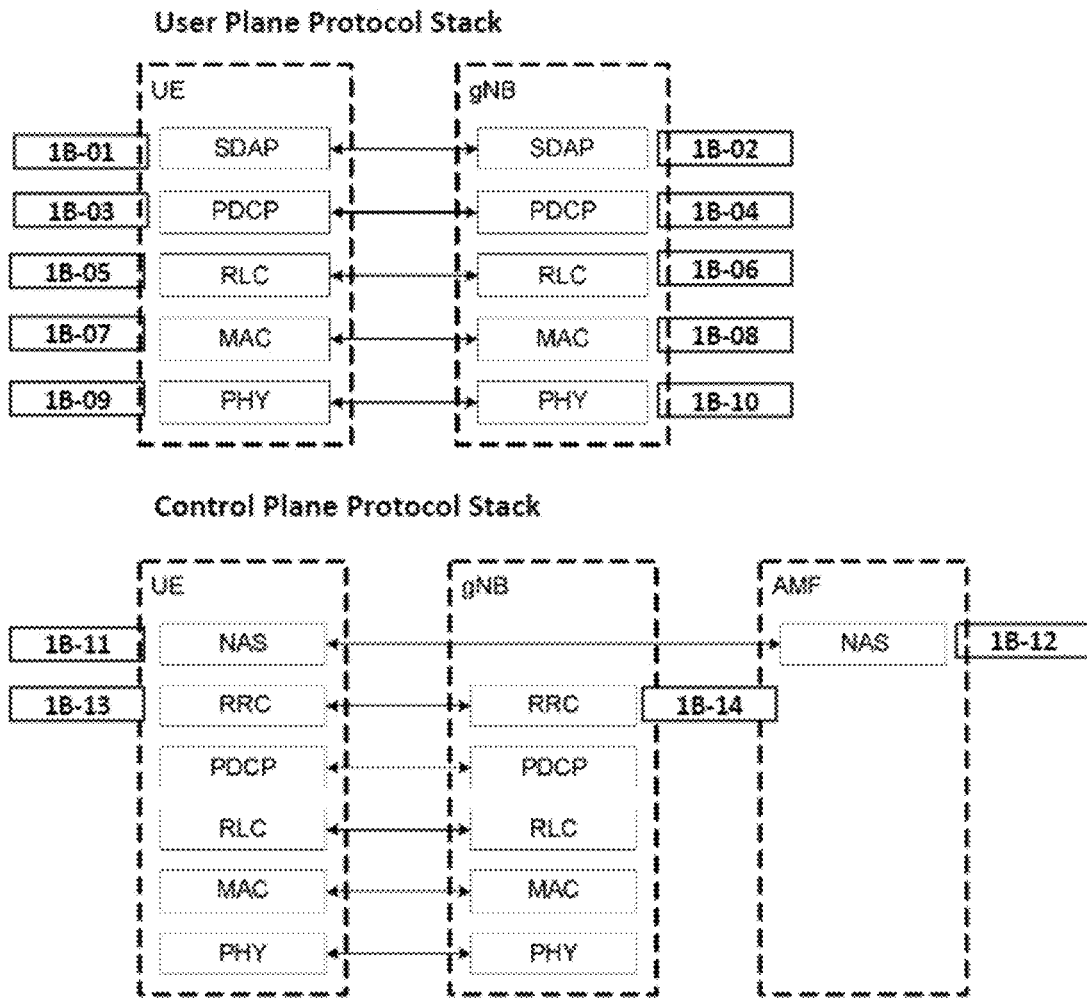 User Plane Protocol Stack
UE gNB
1B-01 SDAP SDAP 1B-02
1B-03 PDCP PDCP 1B-04
1B-05 RLC RLC 1B-06
1B-07 MAC MAC 1B-08
1B-09 PHY PHY 1B-10
Control Plane Protocol Stack
UE gNB AMF
1B-11 NAS NAS 1B-12
1B-13 RRC RRC 1B-14
PDCP PDCP
RLC RLC
MAC MAC
PHY PHY